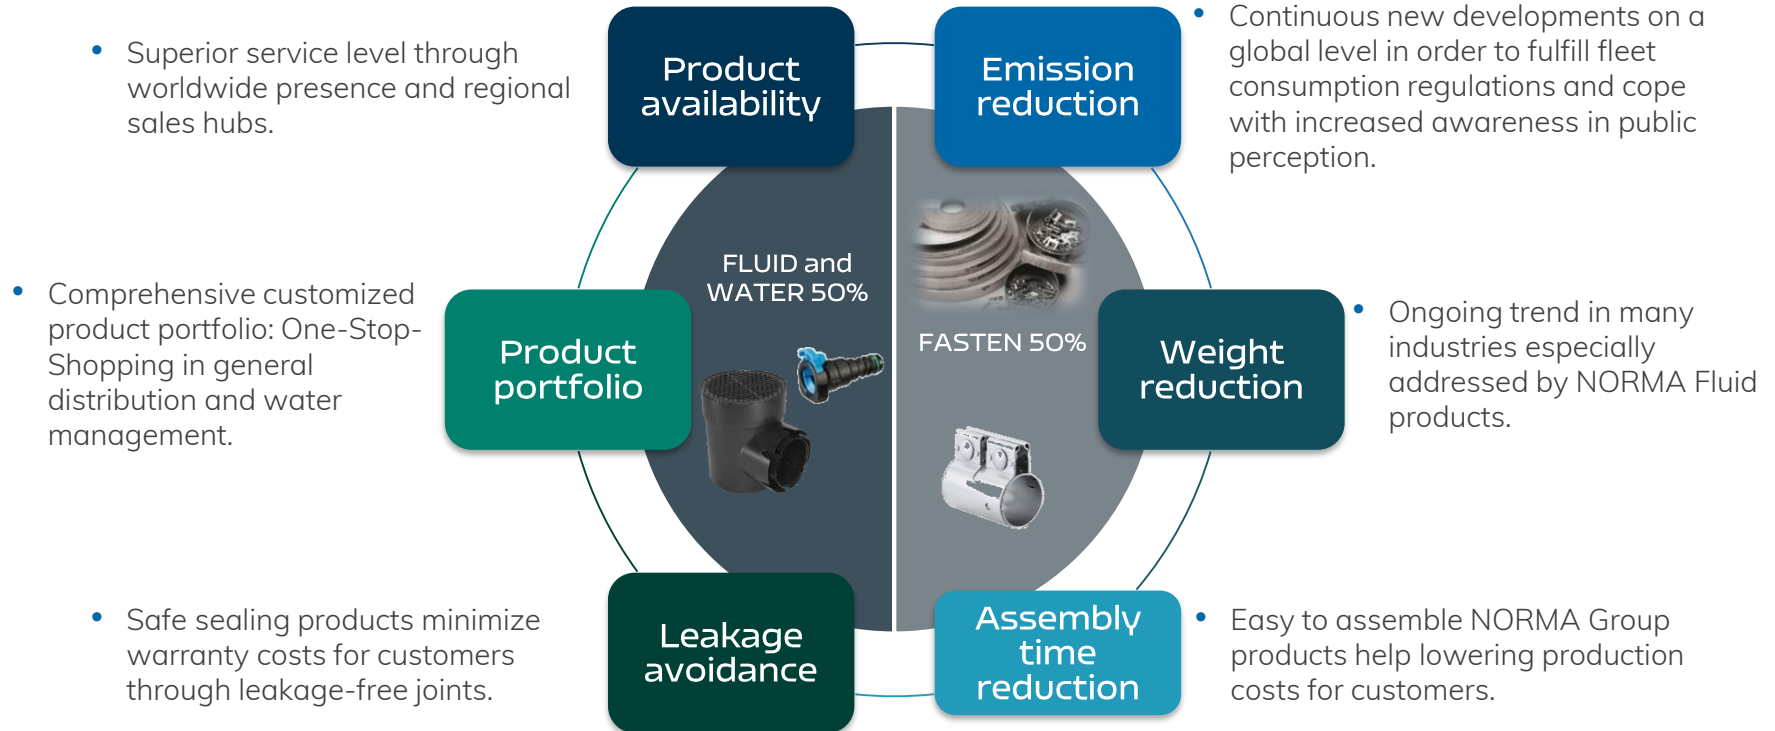 Superior service level through
worldwide presence and regional
sales hubs.
Product
availability
Emission
reduction
Continuous new developments on a
global level in order to fulfill fleet
consumption regulations and cope
with increased awareness in public
perception.
Comprehensive customized
product portfolio: One-Stop-
Shopping in general
distribution and water
management.
Product
portfolio
FLUID and
WATER 50%
FASTEN 50%
Weight
reduction
Ongoing trend in many
industries especially
addressed by NORMA Fluid
products.
Safe sealing products minimize
warranty costs for customers
through leakage-free joints.
Leakage
avoidance
Assembly
time
reduction
Easy to assemble NORMA Group
products help lowering production
costs for customers.